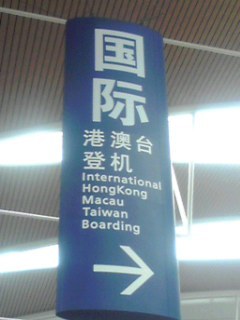 国
际
港澳台
登机
International
HongKong
Macau
Taiwan
Boarding